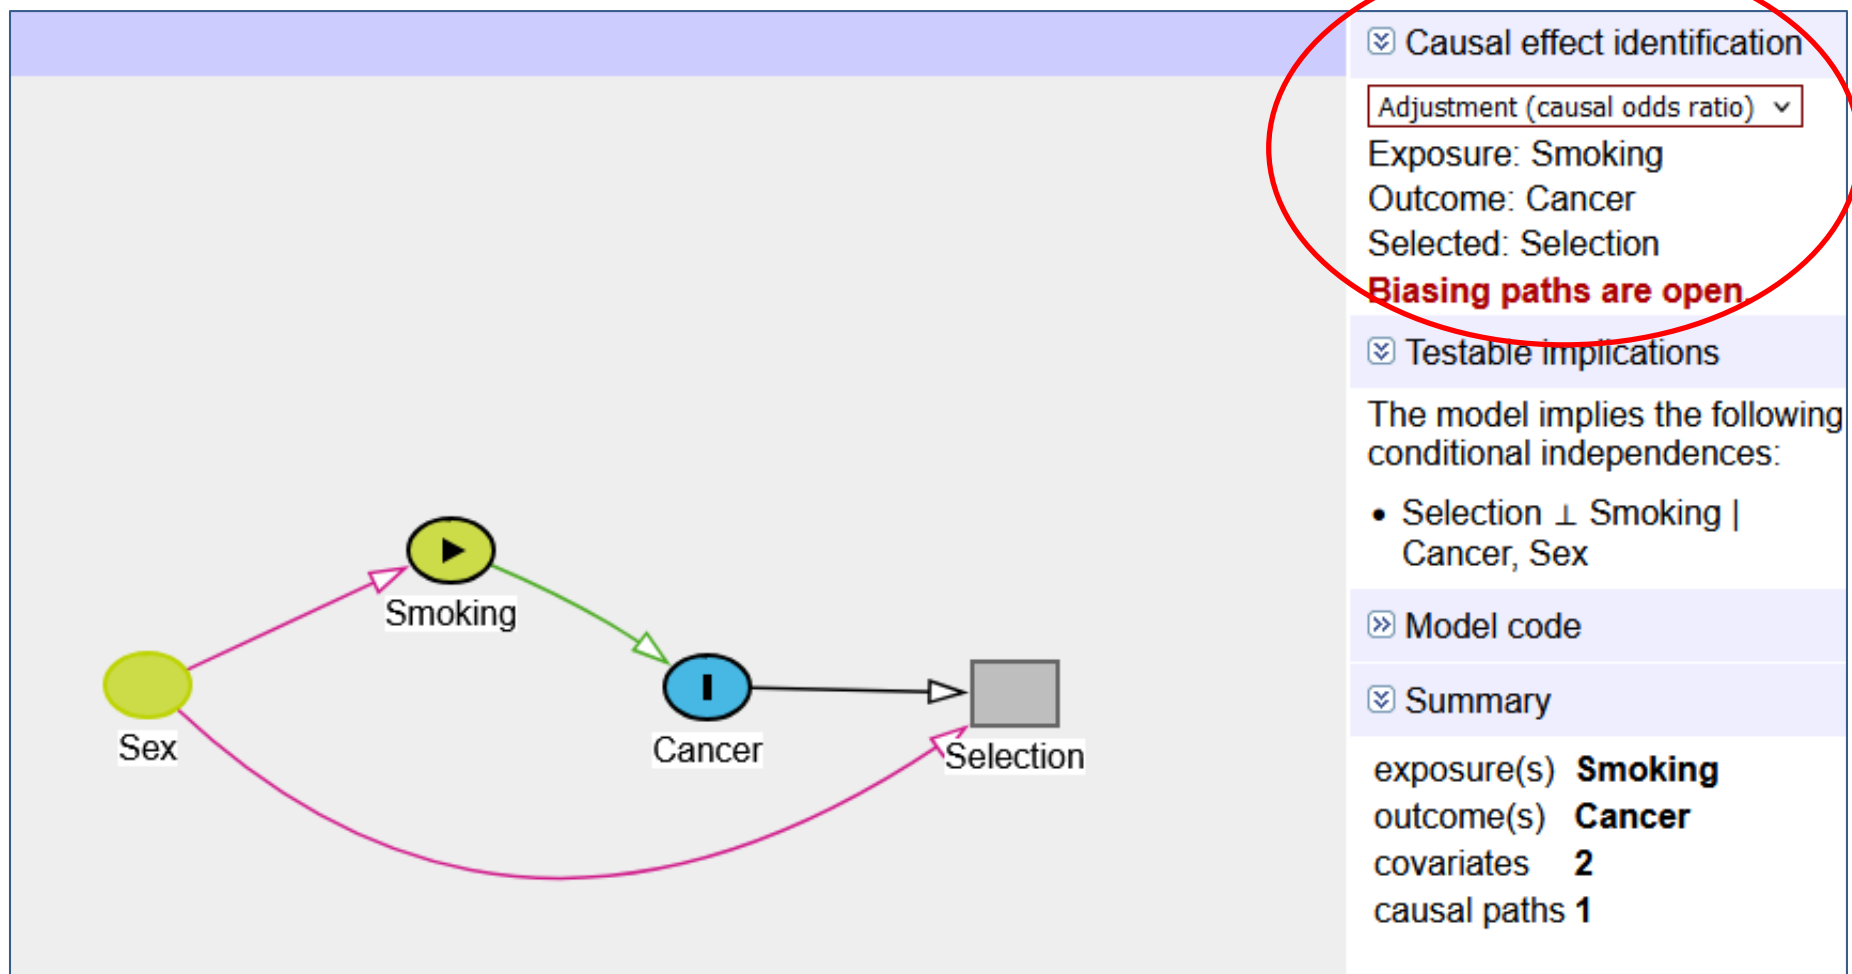 Causal effect identification
Adjustment (causal odds ratio)
Exposure: Smoking
Outcome: Cancer
Selected: Selection
Biasing paths are open.
Testable implications
The model implies the following
conditional independences:
• Selection ⊥ Smoking |
Cancer, Sex
Model code
Summary
exposure(s) Smoking
outcome(s) Cancer
covariates 2
causal paths 1
Smoking
Sex
Cancer
Selection